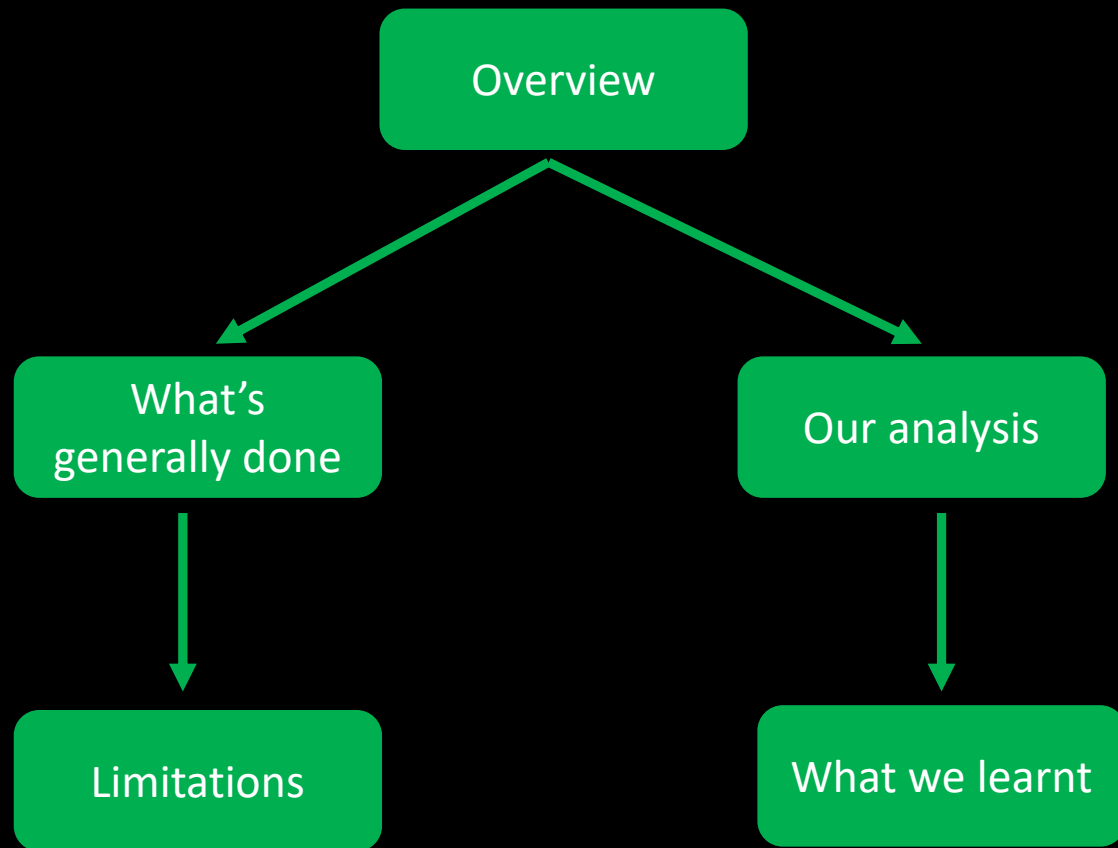 Overview
What’s
generally done
Our analysis
Limitations
What we learnt